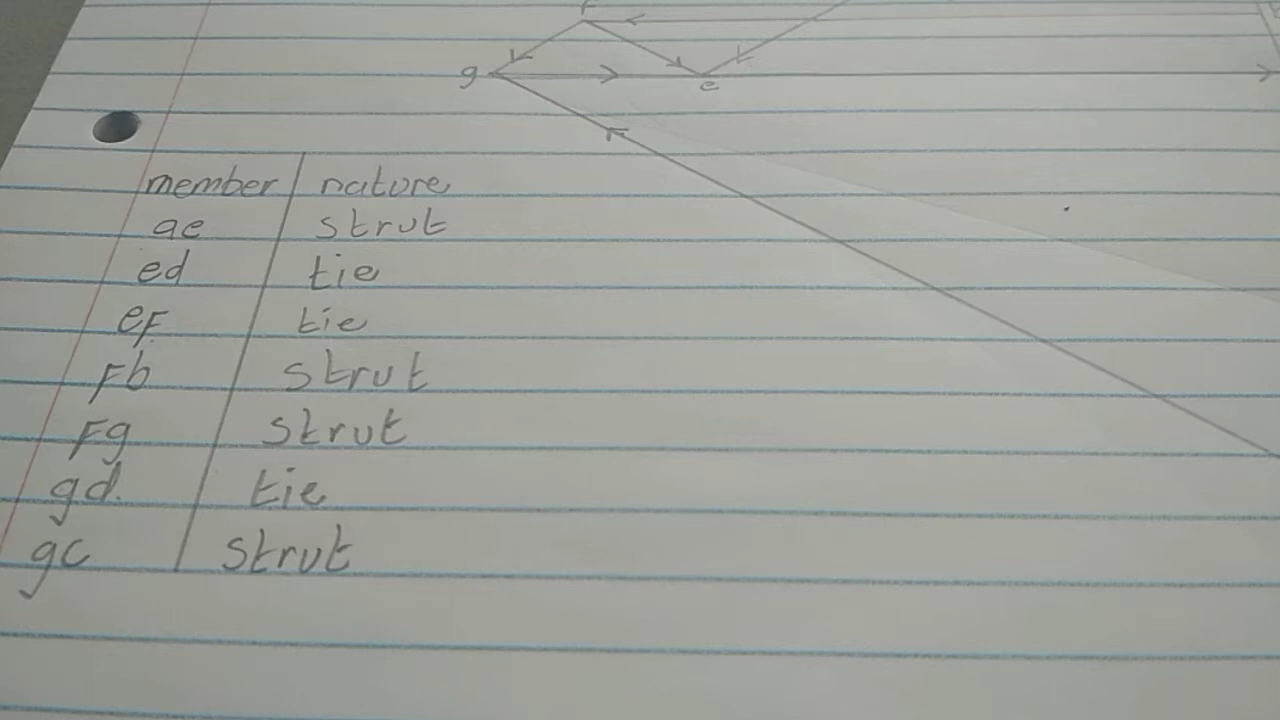 g
e
member nature
ae strut
ed tie
eF tie
Fb strut
Fg strut
gd. tie
gc strut